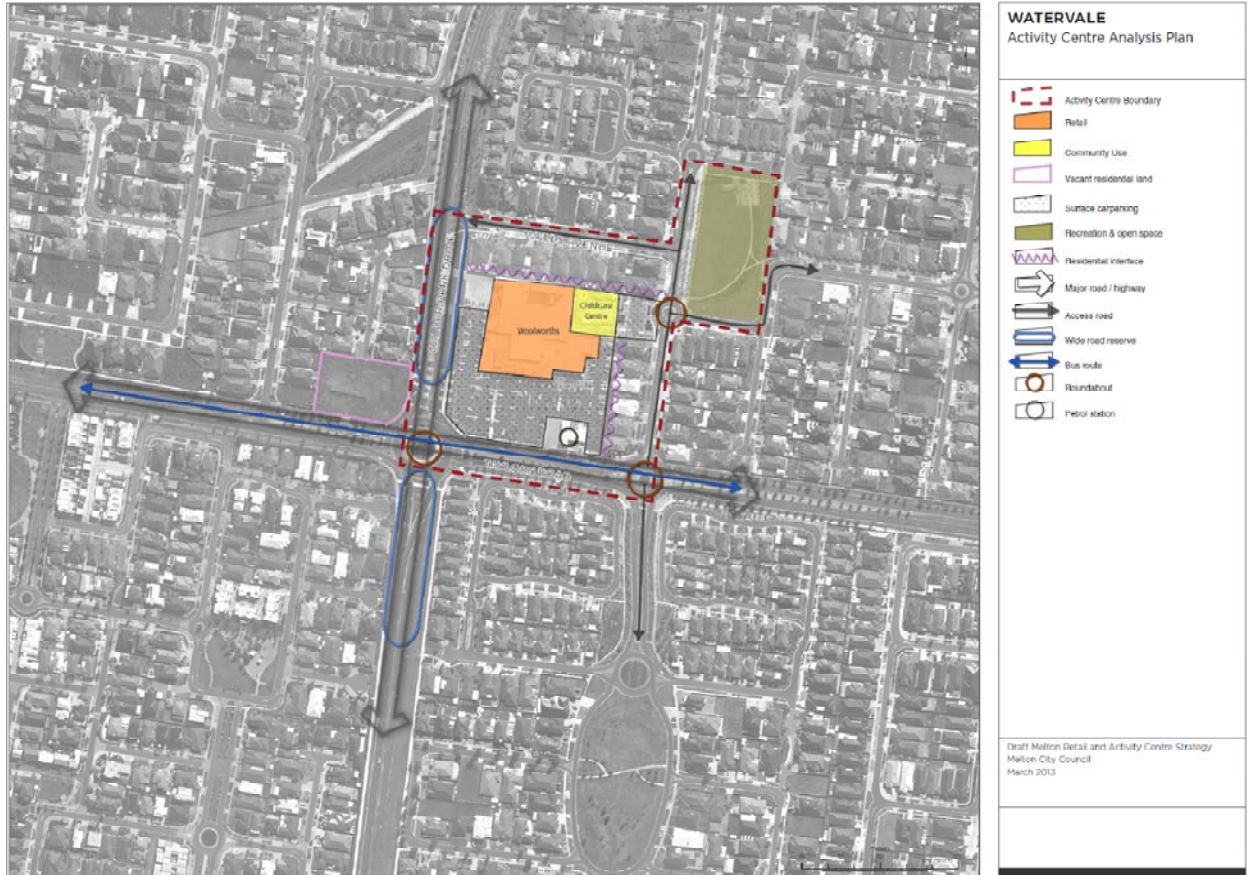 WATERVALE
Activity Centre Analysis Plan
Activity Centre Boundary
Retail
Community Use
Vacant residential land
Surface carparking
Recreation & open space
Residential interface
Major road / highway
Access road
Wide road reserve
Bus route
Roundabout
Petrol station
Childcare
Centre
Woolworths
Draft Melton Retail and Activity Centre Strategy
Melton City Council
March 2013